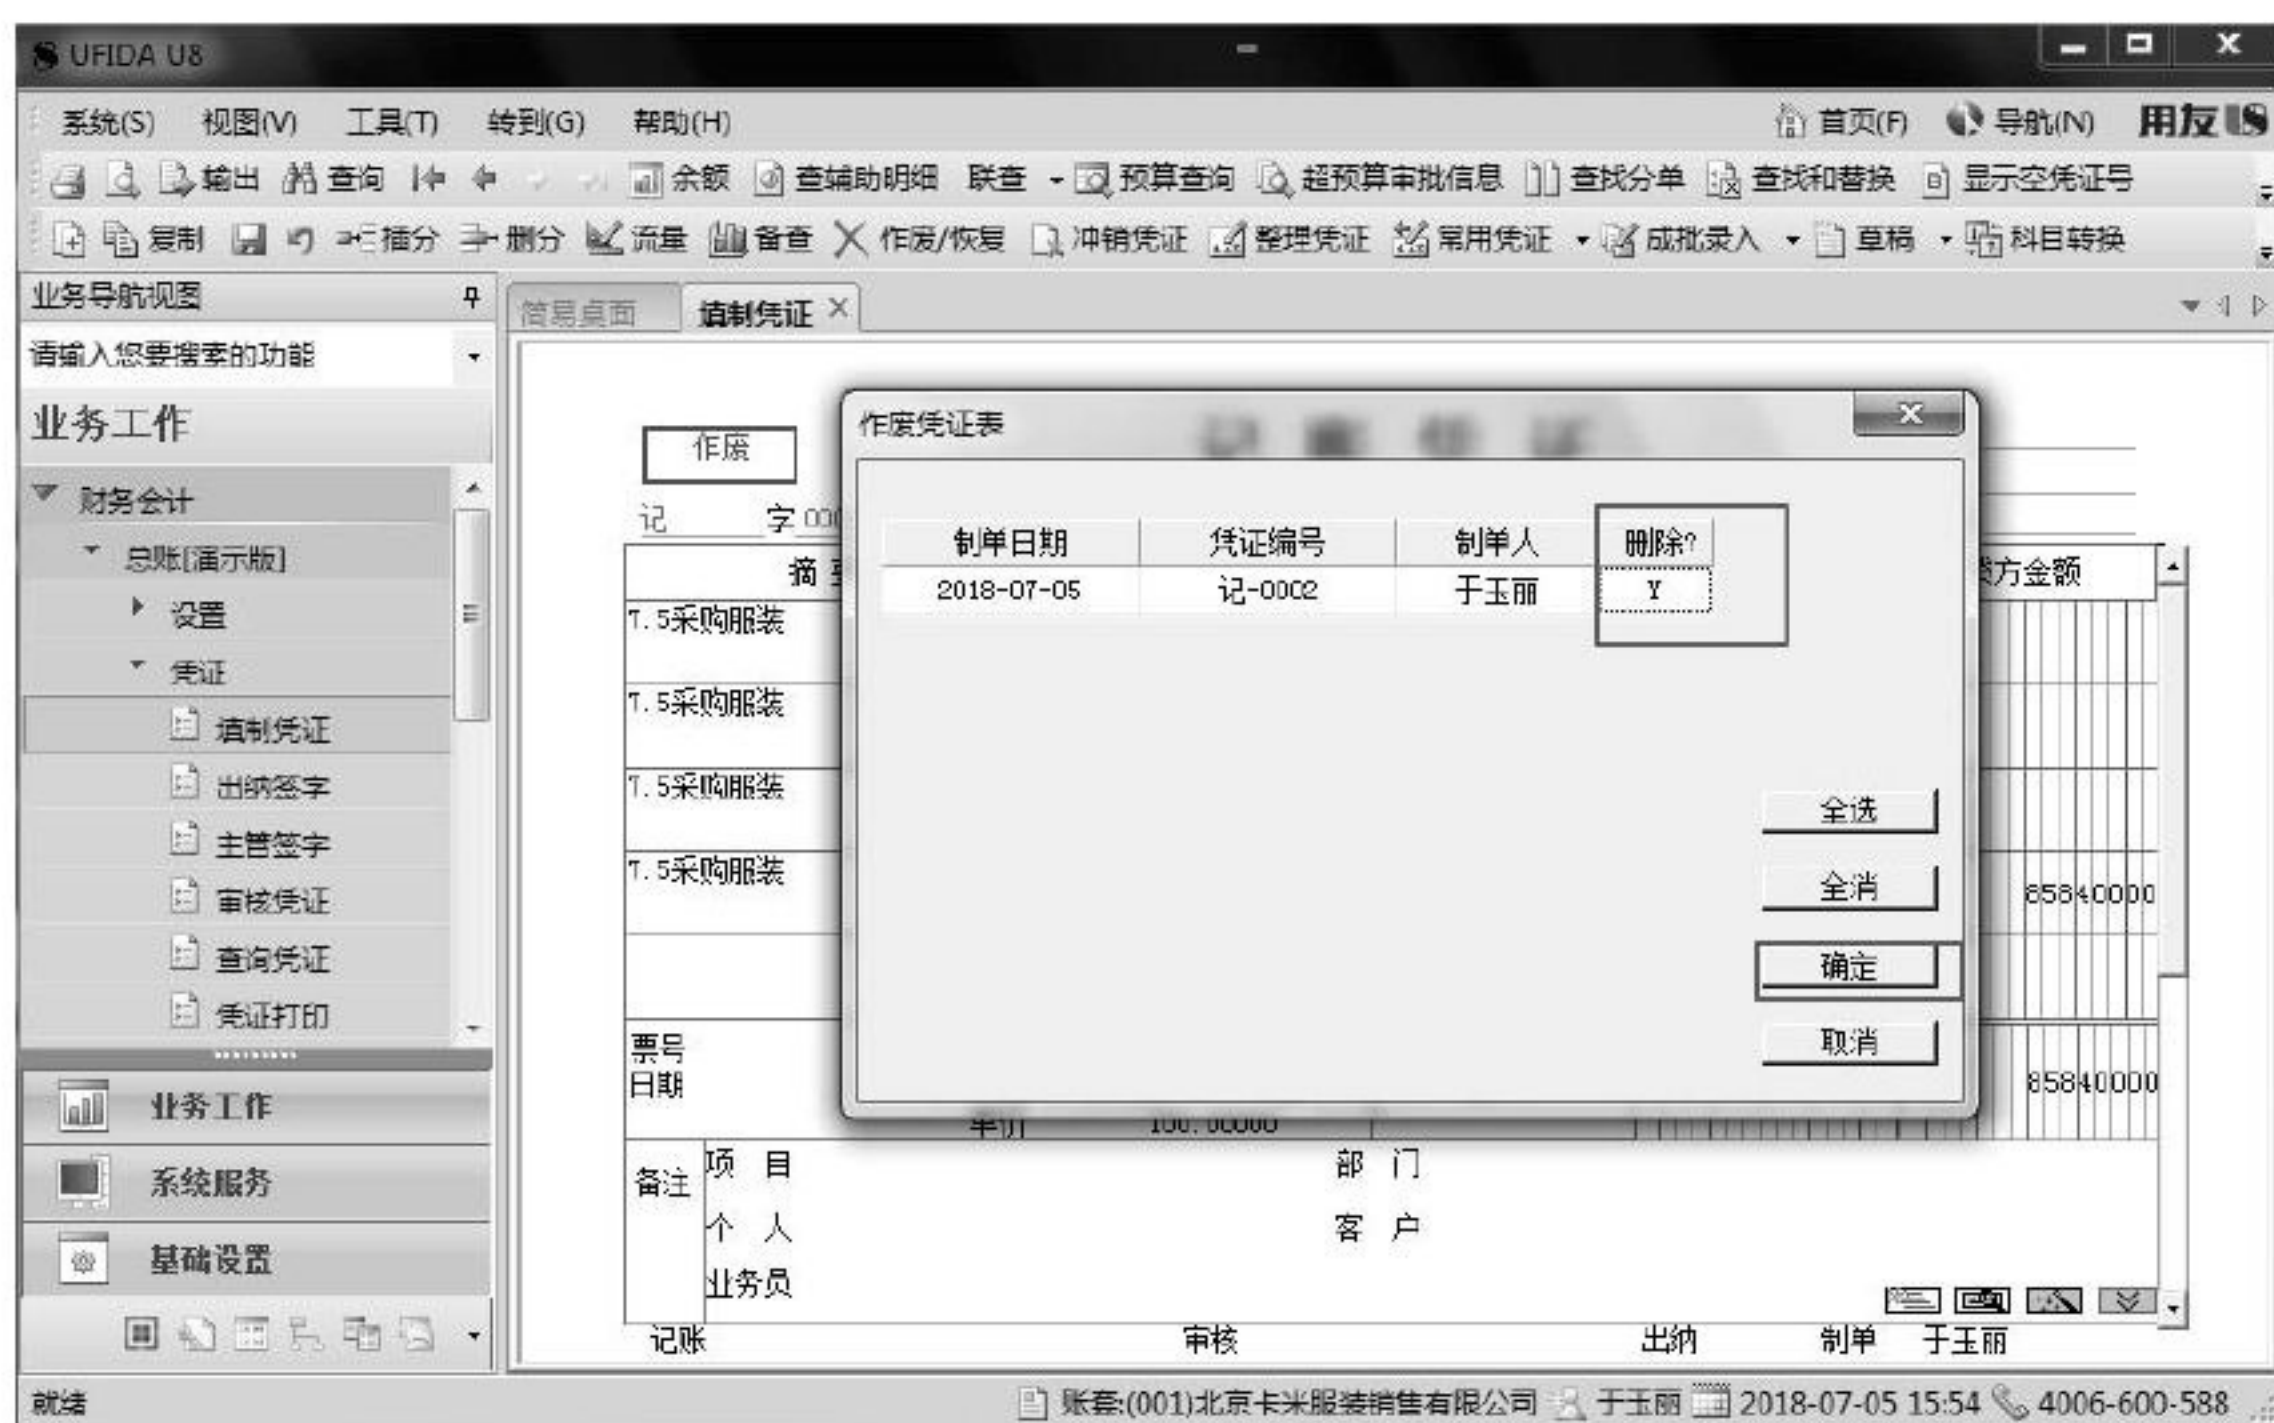 UFIDA U8
系统(S) 视图(V) 工具(T) 转到(G) 帮助(H) 首页(F) 导航(N) 用友U8
输出 查询 余额 查辅助明细 联查 预算查询 超预算审批信息 查找分单 查找和替换 显示空凭证号
复制 插分 删分 流量 备查 作废/恢复 冲销凭证 整理凭证 常用凭证 成批录入 草稿 科目转换
业务导航视图
简易桌面 填制凭证
请输入您要搜索的功能
业务工作
财务会计
总账[演示版]
设置
凭证
填制凭证
出纳签字
主管签字
审核凭证
查询凭证
凭证打印
业务工作
系统服务
基础设置
作废
记 字
摘
贷方金额
7.5采购服装
7.5采购服装
7.5采购服装
7.5采购服装
85840000
票号
日期
85840000
单价 100.00000
作废凭证表
记 账 凭 证
制单日期 凭证编号 制单人 删除?
2018-07-05 记-0002 于玉丽 Y
全选
全消
确定
取消
备注 项 目 部 门
个 人 客 户
业务员
记账 审核 出纳 制单 于玉丽
就绪 账套:(001)北京卡米服装销售有限公司 于玉丽 2018-07-05 15:54 4006-600-588